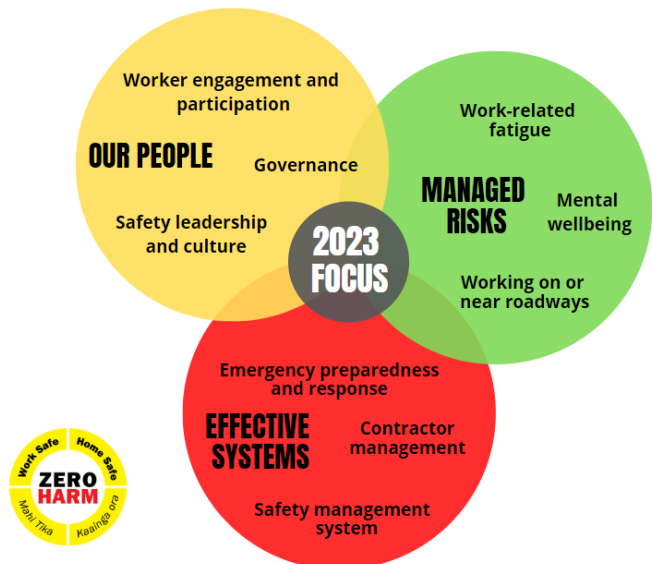 Worker engagement and
participation
OUR PEOPLE
Governance
Safety leadership
and culture
Work-related
fatigue
MANAGED
RISKS
Mental
wellbeing
Working on or
near roadways
2023
FOCUS
Emergency preparedness
and response
EFFECTIVE
SYSTEMS
Contractor
management
Safety management
system
Work Safe
Home Safe
ZERO
HARM
Mahi Tika
Kaainga ora